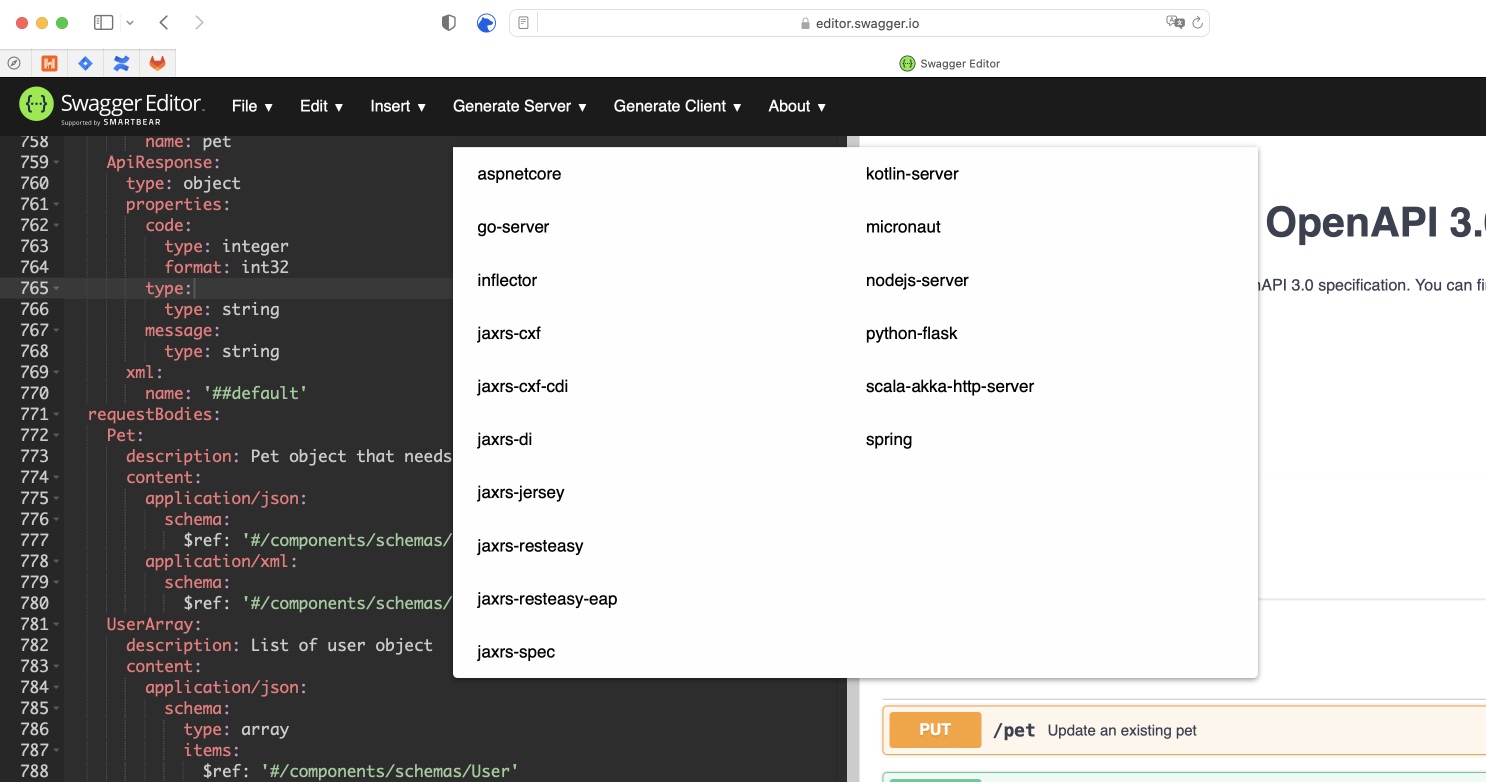 editor.swagger.io
Swagger Editor
Swagger Editor.
Supported by SMARTBEAR
File ▼ Edit ▼ Insert ▼ Generate Server ▼ Generate Client ▼ About ▼
758 name: pet
759 ApiResponse:
760 type: object
761 properties:
762 code:
763 type: integer
764 format: int32
765 type:
766 type: string
767 message:
768 type: string
769 xml:
770 name: '##default'
771 requestBodies:
772 Pet:
773 description: Pet object that needs
774 content:
775 application/json:
776 schema:
777 $ref: '#/components/schemas/
778 application/xml:
779 schema:
780 $ref: '#/components/schemas/
781 UserArray:
782 description: List of user object
783 content:
784 application/json:
785 schema:
786 type: array
787 items:
788 $ref: '#/components/schemas/User'
aspnetcore
go-server
inflector
jaxrs-cxf
jaxrs-cxf-cdi
jaxrs-di
jaxrs-jersey
jaxrs-resteasy
jaxrs-resteasy-eap
jaxrs-spec
kotlin-server
micronaut
nodejs-server
python-flask
scala-akka-http-server
spring
OpenAPI 3.
API 3.0 specification. You can fi
PUT /pet Update an existing pet